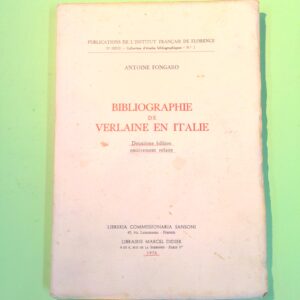 PUBLICATIONS DE L'INSTITUT FRANÇAIS DE FLORENCE
ANTOINE FONGARO
BIBLIOGRAPHIE
DE
VERLAINE EN ITALIE
Deuxième édition
entièrement refaite
LIBRERIA COMMISSIONARIA SANSONI
LIBRAIRIE MARCEL DIDIER